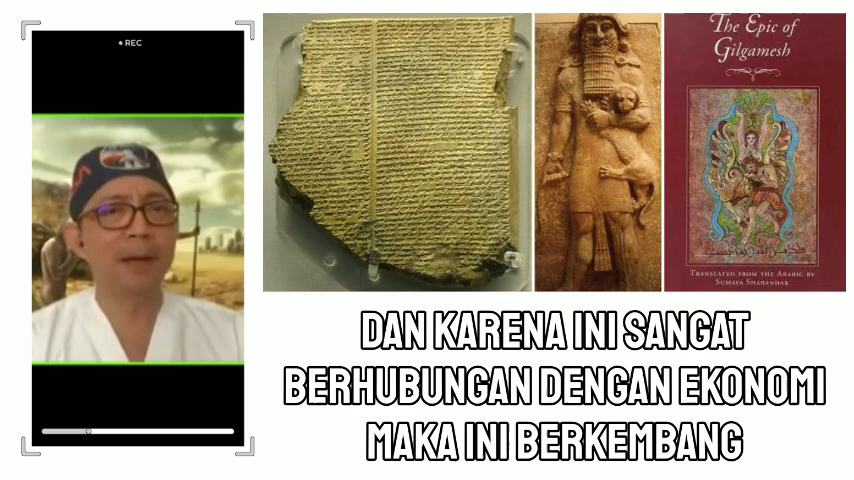 REC
The Epic of
Gilgamesh
TRANSLATED FROM THE ARABIC BY
SUMAYA SHABANDAR
DAN KARENA INI SANGAT
BERHUBUNGAN DENGAN EKONOMI
MAKA INI BERKEMBANG